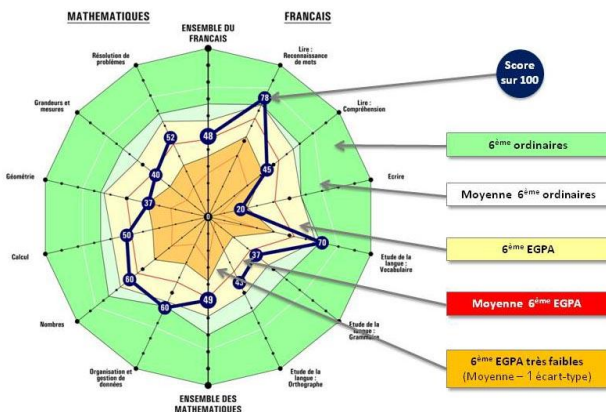 MATHEMATIQUES
FRANCAIS
ENSEMBLE DU
FRANCAIS
Résolution de
problèmes
Lire :
Reconnaissance
de mots
Grandeurs et
mesures
Lire :
Compréhension
Géométrie
Ecrire
Calcul
Etude de
la langue :
Vocabulaire
Nombres
Etude de la
langue :
Grammaire
Organisation et
gestion de
données
Etude de la
langue :
Orthographe
ENSEMBLE DES
MATHEMATIQUES
78
52
48
45
40
37
20
0
50
70
37
60
43
49
60
Score
sur 100
6ème ordinaires
Moyenne 6ème ordinaires
6ème EGPA
Moyenne 6ème EGPA
6ème EGPA très faibles
(Moyenne – 1 écart-type)